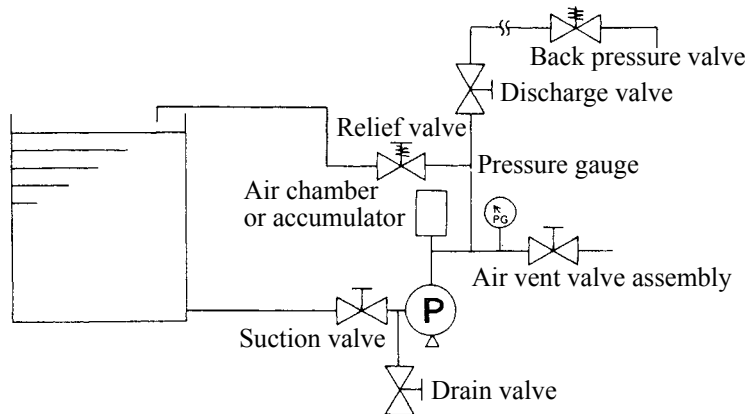 Back pressure valve
Discharge valve
Relief valve
Pressure gauge
Air chamber
or accumulator
PG
Air vent valve assembly
P
Suction valve
Drain valve